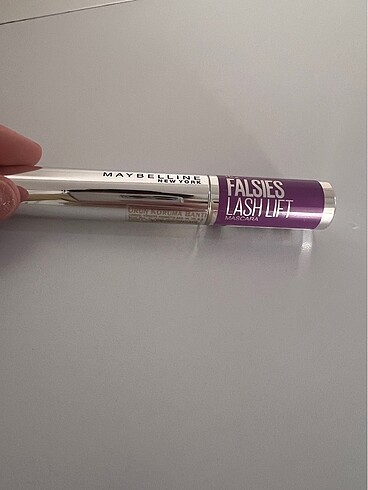 MAYBELLINE
NEW YORK
FALSIES
LASH LIFT
MASCARA